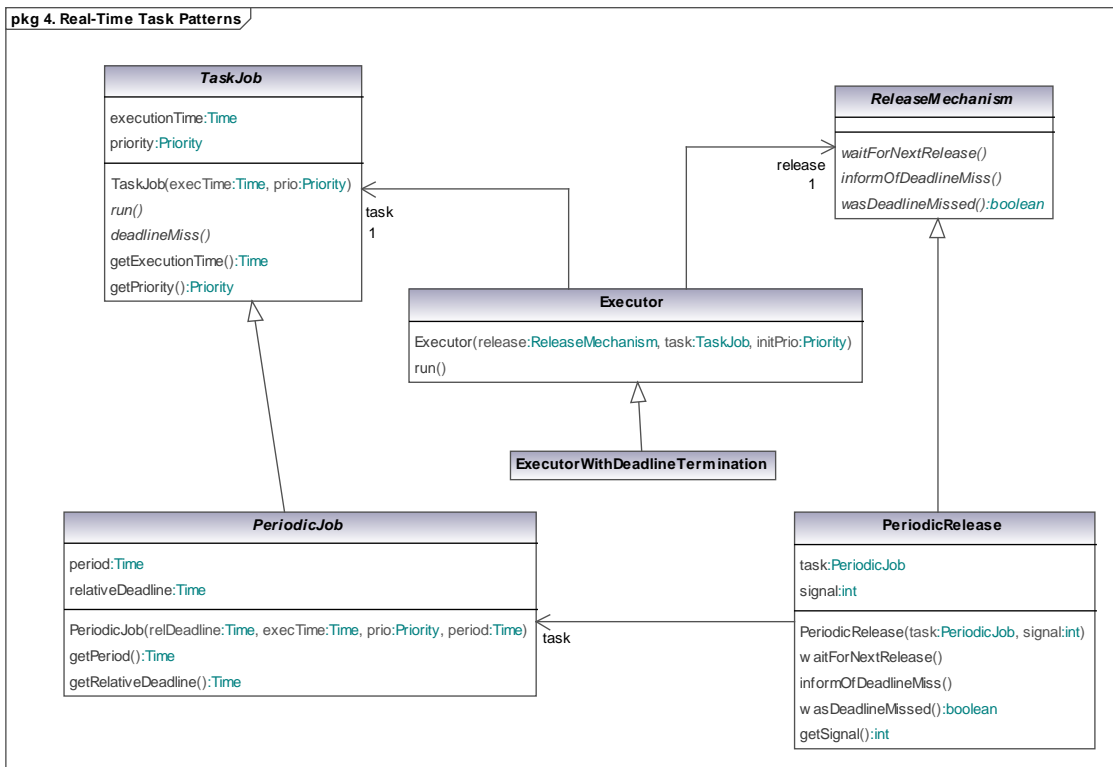 pkg 4. Real-Time Task Patterns
TaskJob
executionTime:Time
priority:Priority
TaskJob(execTime:Time, prio:Priority)
run()
deadlineMiss()
getExecutionTime():Time
getPriority():Priority
task
1
ReleaseMechanism
waitForNextRelease()
informOfDeadlineMiss()
wasDeadlineMissed():boolean
release
1
Executor
Executor(release:ReleaseMechanism, task:TaskJob, initPrio:Priority)
run()
ExecutorWithDeadlineTermination
PeriodicJob
period:Time
relativeDeadline:Time
PeriodicJob(relDeadline:Time, execTime:Time, prio:Priority, period:Time)
getPeriod():Time
getRelativeDeadline():Time
task
PeriodicRelease
task:PeriodicJob
signal:int
PeriodicRelease(task:PeriodicJob, signal:int)
waitForNextRelease()
informOfDeadlineMiss()
wasDeadlineMissed():boolean
getSignal():int